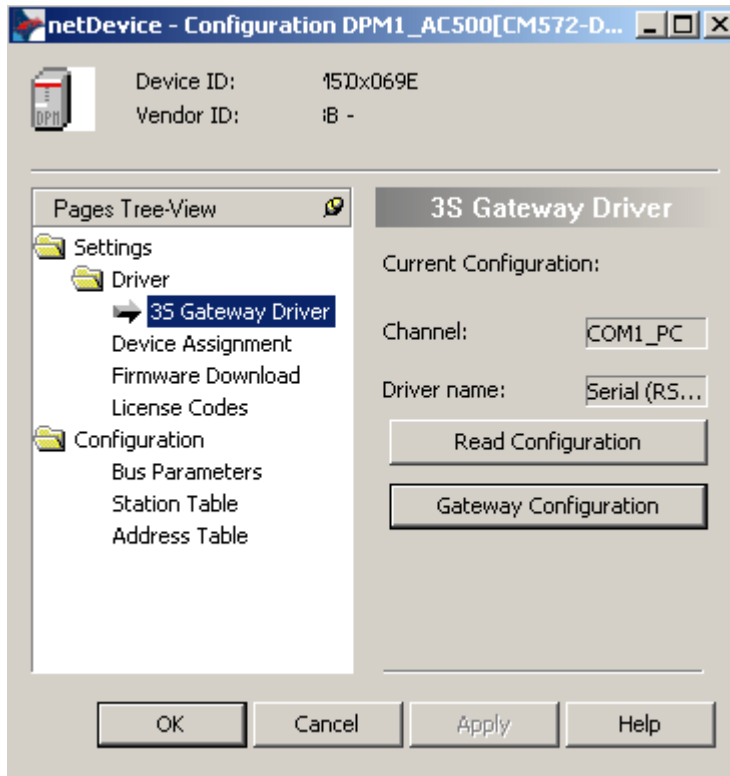 netDevice - Configuration DPM1_AC500[CM572-D...
DPM
Device ID:
0x069E
Vendor ID:
Pages Tree-View
Settings
Driver
3S Gateway Driver
Device Assignment
Firmware Download
License Codes
Configuration
Bus Parameters
Station Table
Address Table
3S Gateway Driver
Current Configuration:
Channel: COM1_PC
Driver name: Serial (RS...
Read Configuration
Gateway Configuration
OK Cancel Apply Help